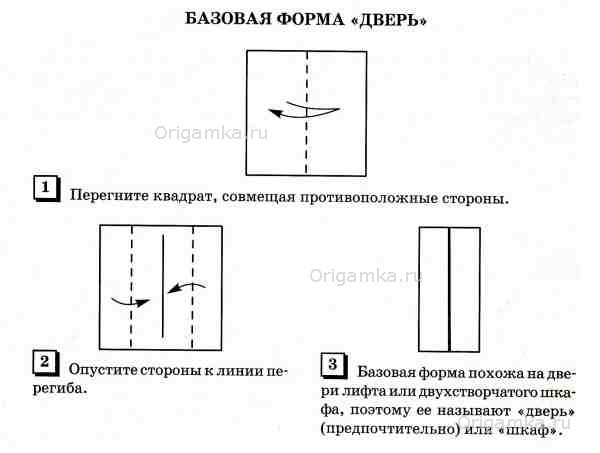 БАЗОВАЯ ФОРМА «ДВЕРЬ»
Origamka.ru
1 Перегните квадрат, совмещая противоположные стороны.
Origamka.ru
2 Опустите стороны к линии пе-
региба.
3 Базовая форма похожа на две-
ри лифта или двухстворчатого шка-
фа, поэтому ее называют «дверь»
(предпочтительно) или «шкаф».
Origamka.ru